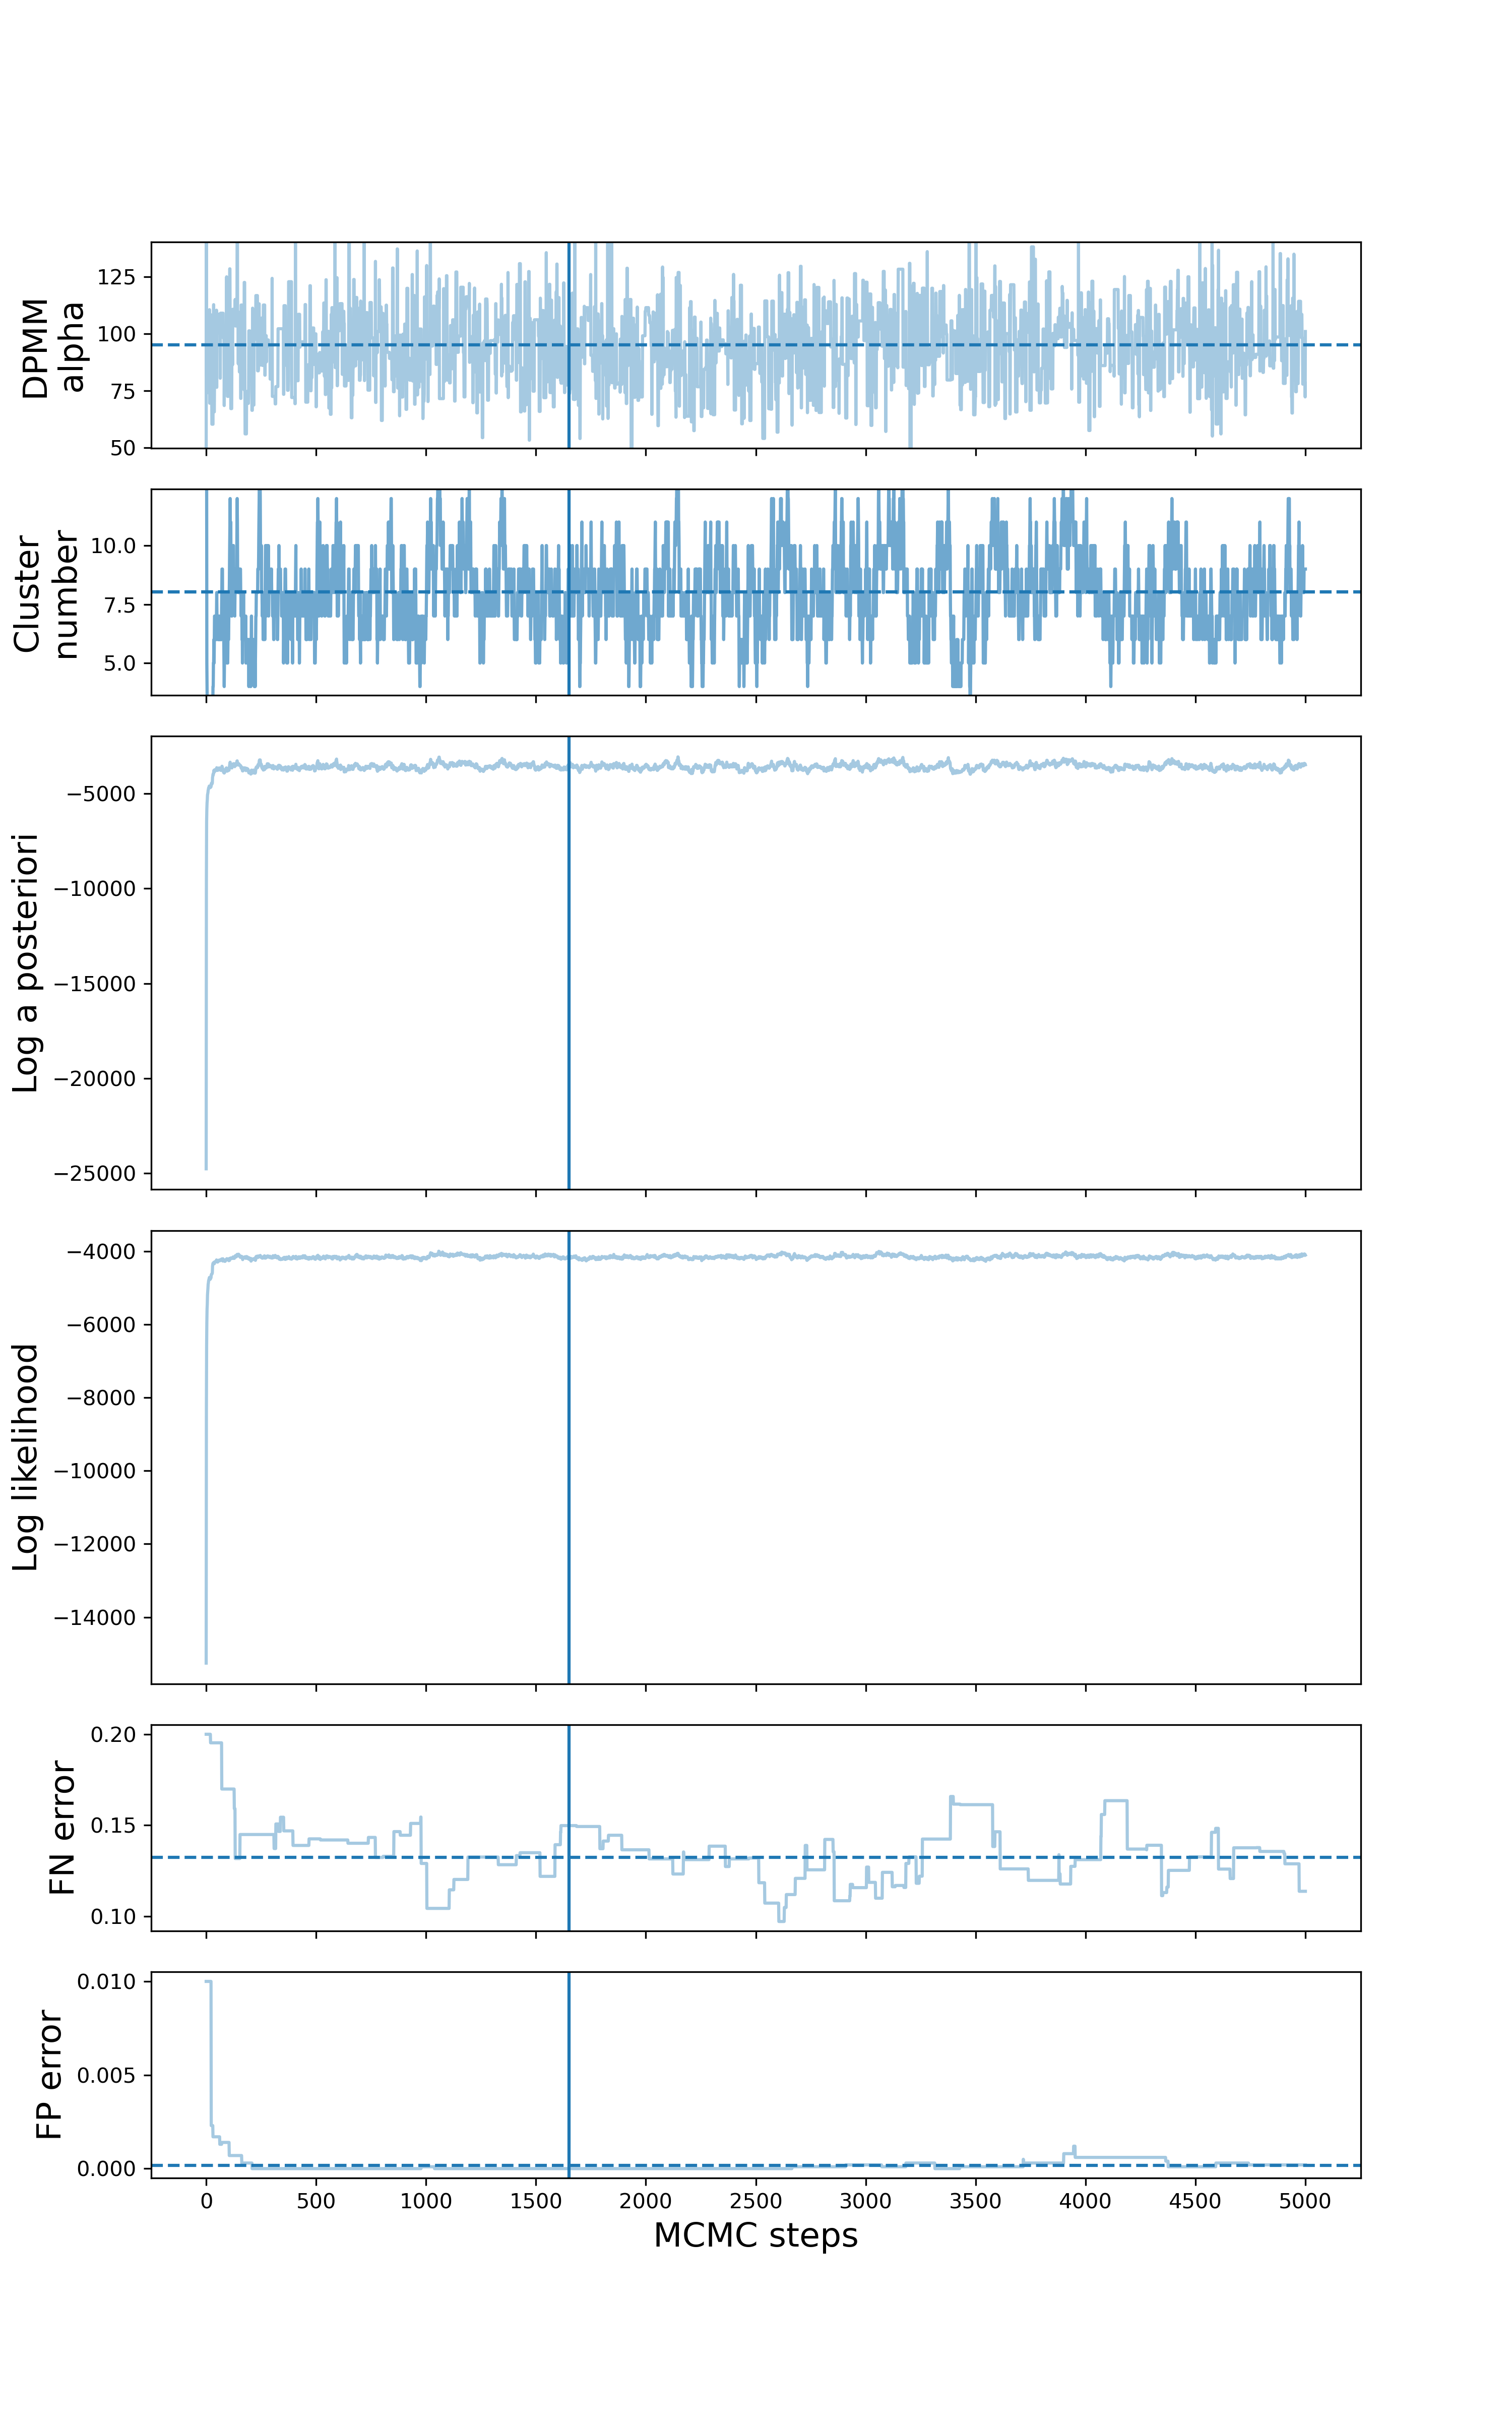 DPMM
alpha
125
100
75
50
Cluster
number
10.0
7.5
5.0
Log a posteriori
−5000
−10000
−15000
−20000
−25000
Log likelihood
−4000
−6000
−8000
−10000
−12000
−14000
FN error
0.20
0.15
0.10
FP error
0.010
0.005
0.000
0 500 1000 1500 2000 2500 3000 3500 4000 4500 5000
MCMC steps